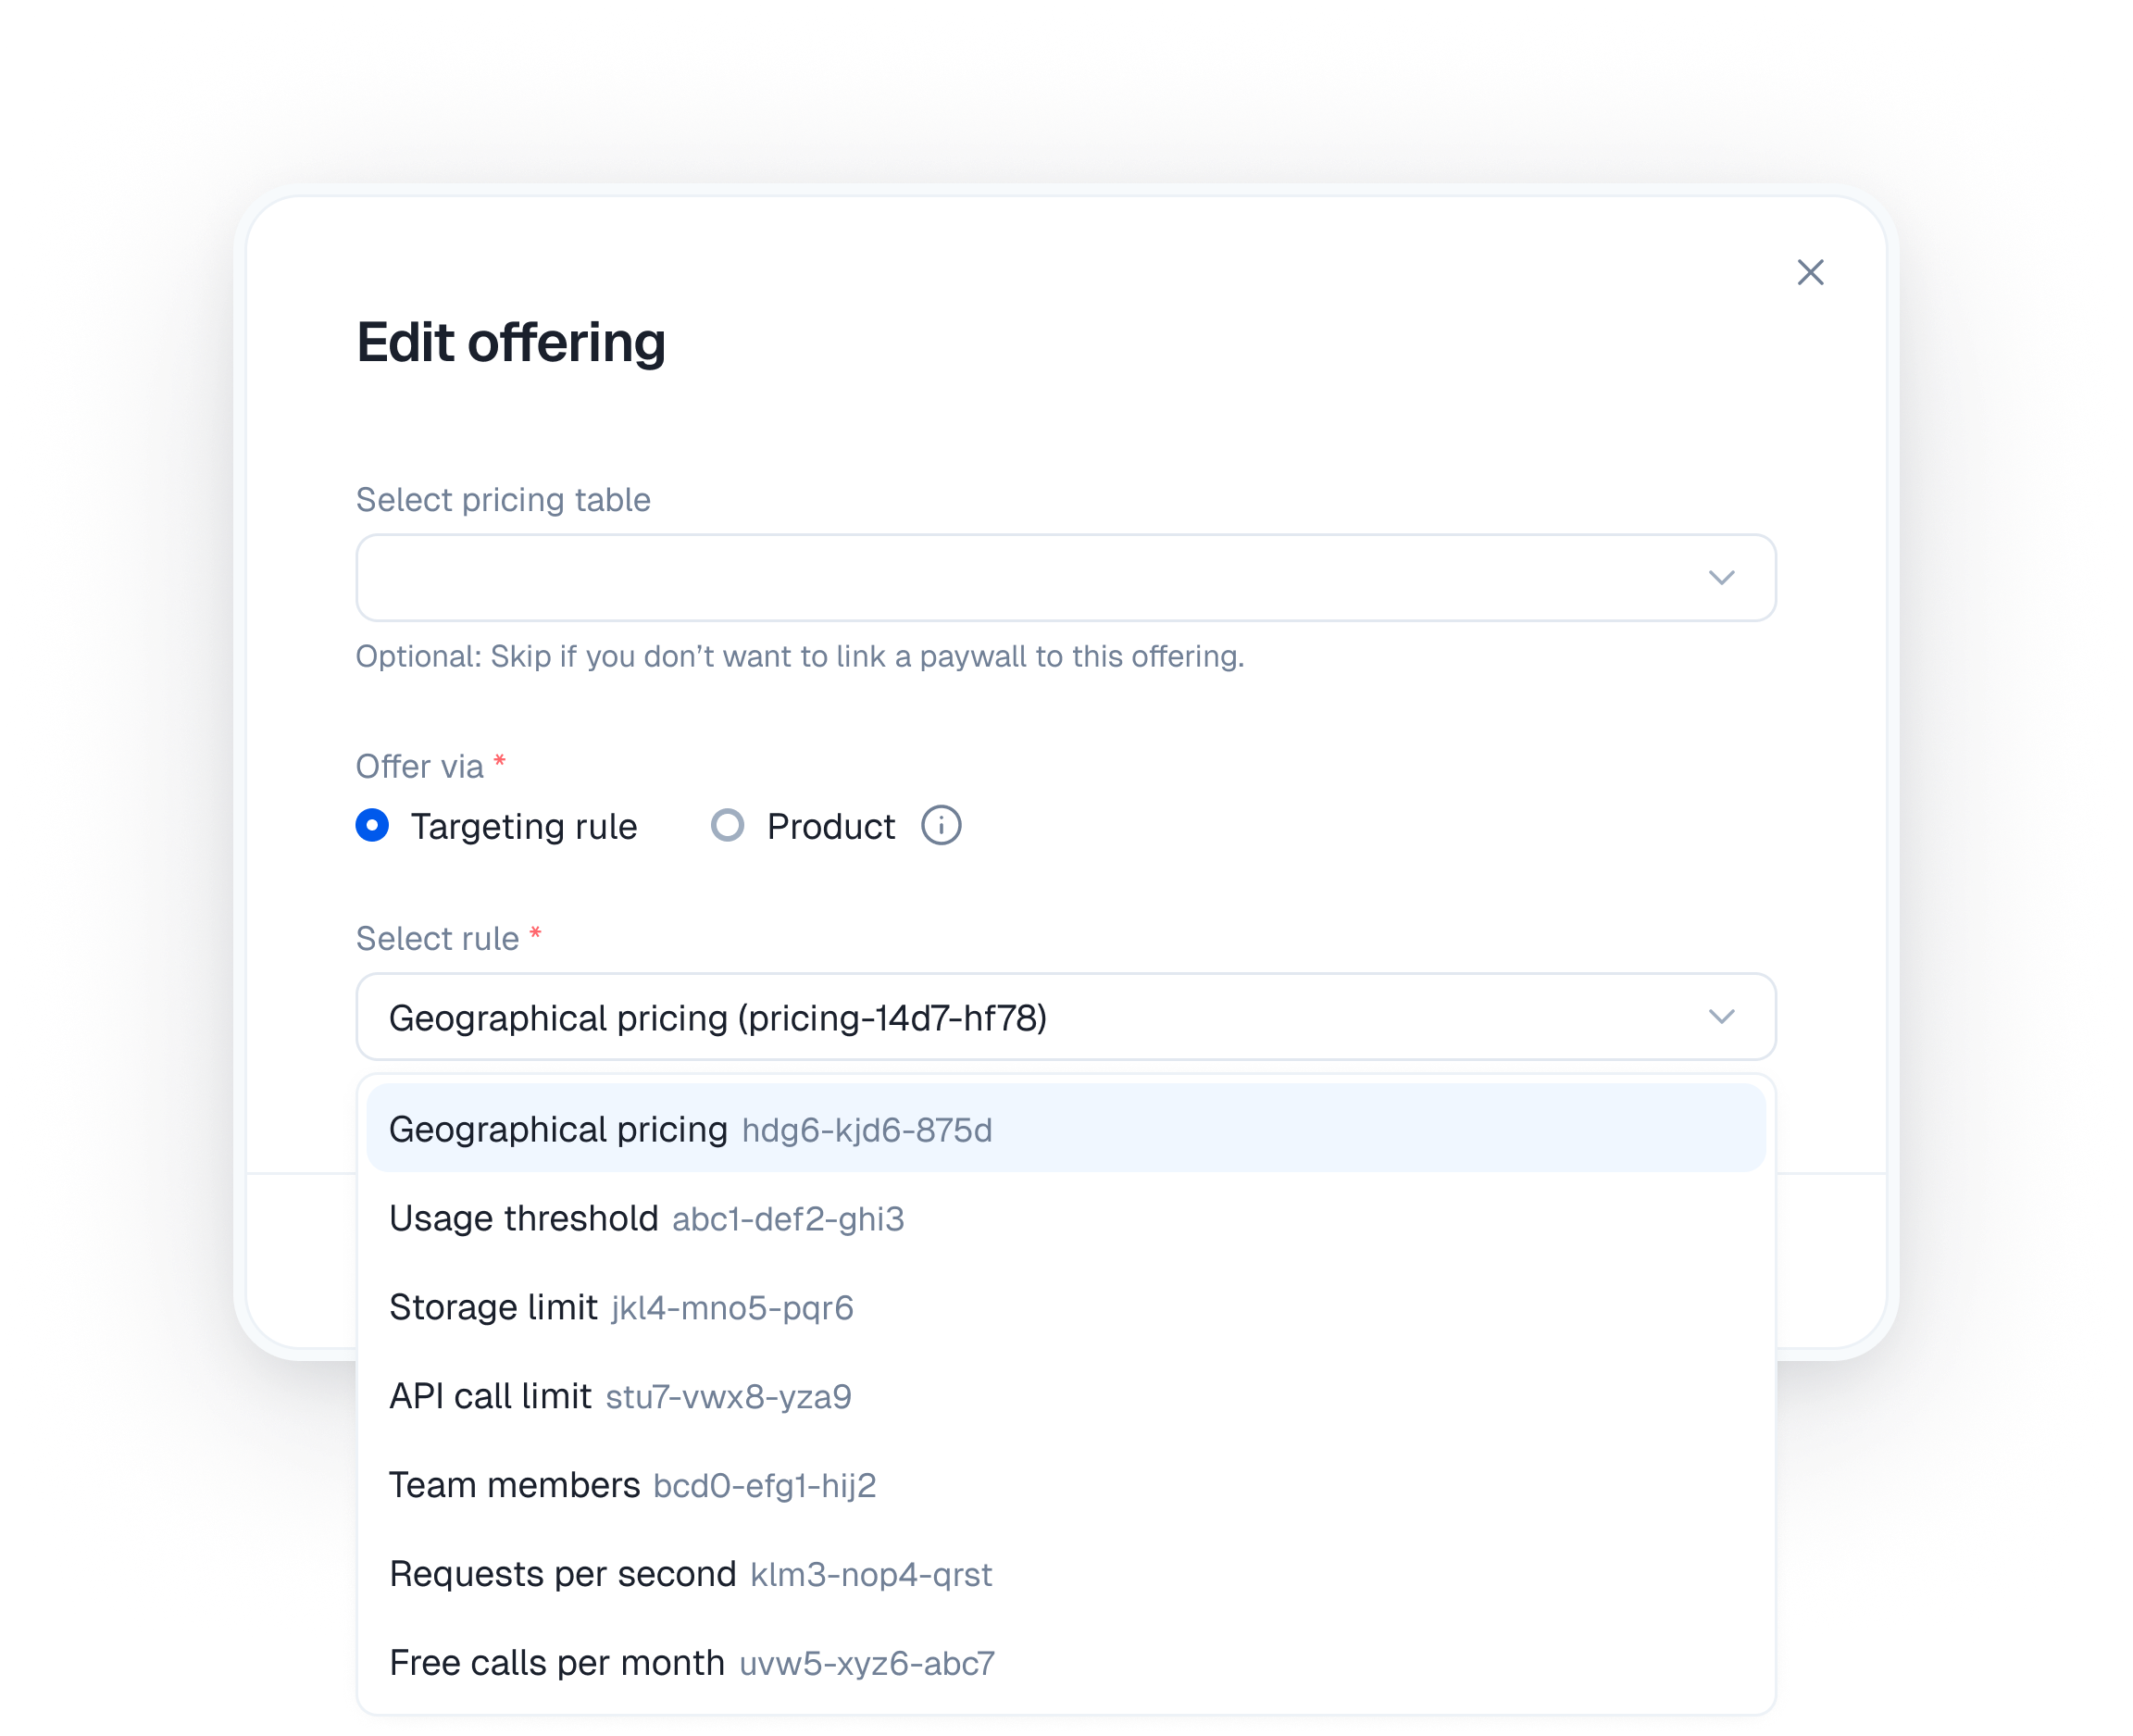 Edit offering
Select pricing table
Optional: Skip if you don’t want to link a paywall to this offering.
Offer via *
Targeting rule Product
Select rule *
Geographical pricing (pricing-14d7-hf78)
Geographical pricing hdg6-kjd6-875d
Usage threshold abc1-def2-ghi3
Storage limit jkl4-mno5-pqr6
API call limit stu7-vwx8-yza9
Team members bcd0-efg1-hij2
Requests per second klm3-nop4-qrst
Free calls per month uvw5-xyz6-abc7